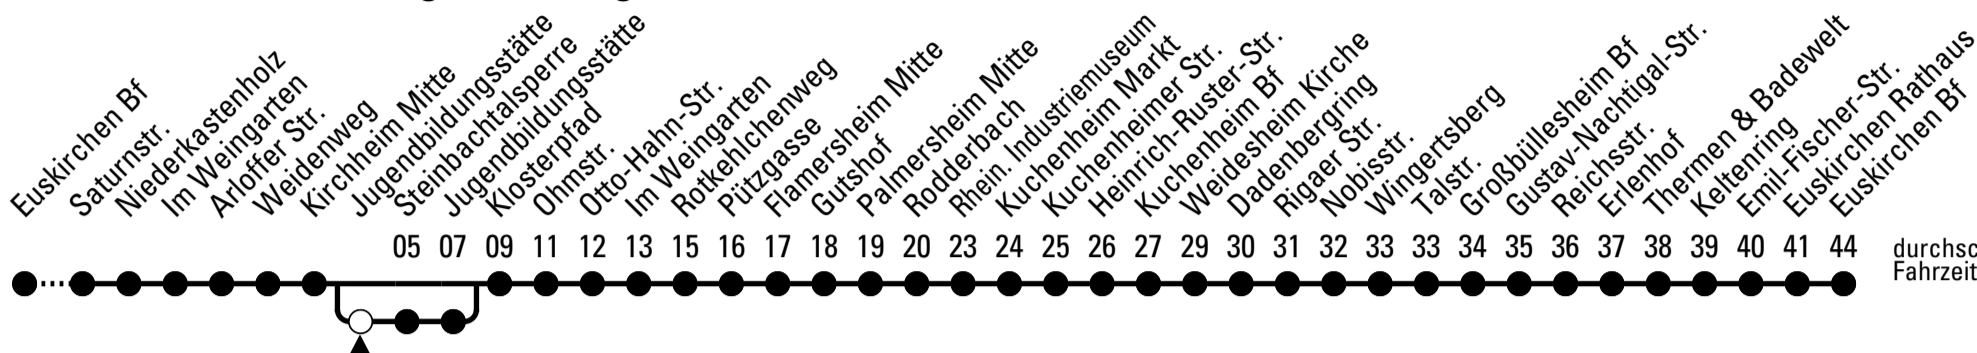 Euskirchen Bf
Saturnstr.
Niederkastenholz
Im Weingarten
Arloffer Str.
Weidenweg
Kirchheim Mitte
Jugendbildungsstätte
Steinbachtalsperre
Jugendbildungsstätte
Klosterpfad
Ohmstr.
Otto-Hahn-Str.
Im Weingarten
Rotkehlchenweg
Pützgasse
Flamersheim Mitte
Gutshof
Palmersheim Mitte
Rodderbach
Rhein. Industriemuseum
Kuchenheim Markt
Kuchenheimer Str.
Heinrich-Ruster-Str.
Kuchenheim Bf
Weidesheim Kirche
Dadenbergring
Rigaer Str.
Nobisstr.
Wingertsberg
Talstr.
Großbüllesheim Bf
Gustav-Nachtigal-Str.
Reichsstr.
Erlenhof
Thermen & Badewelt
Keltenring
Emil-Fischer-Str.
Euskirchen Rathaus
Euskirchen Bf
05 07 09 11 12 13 15 16 17 18 19 20 23 24 25 26 27 29 30 31 32 33 33 34 35 36 37 38 39 40 41 44
durchsc
Fahrzeit